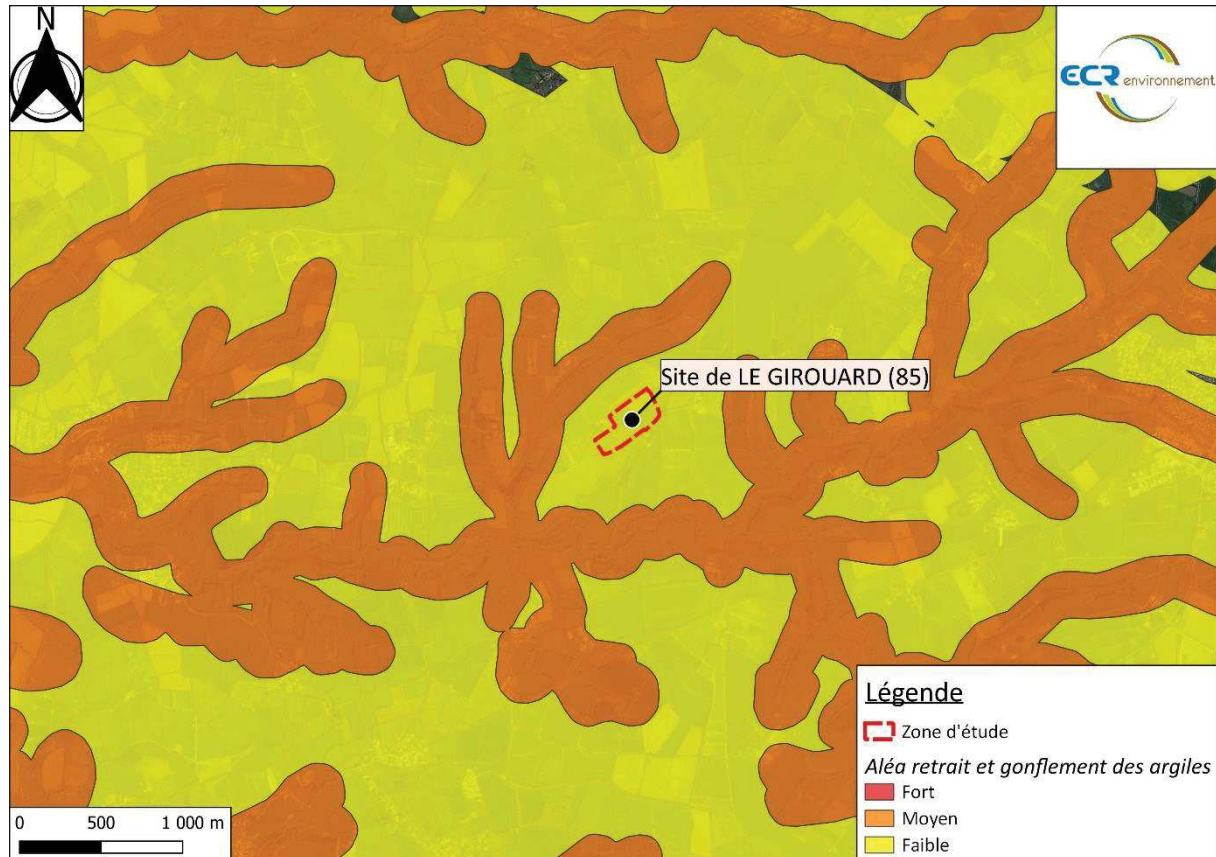 N
ECR environnement
Site de LE GIROUARD (85)
Légende
Zone d'étude
Aléa retrait et gonflement des argiles
Fort
Moyen
Faible
0 500 1 000 m